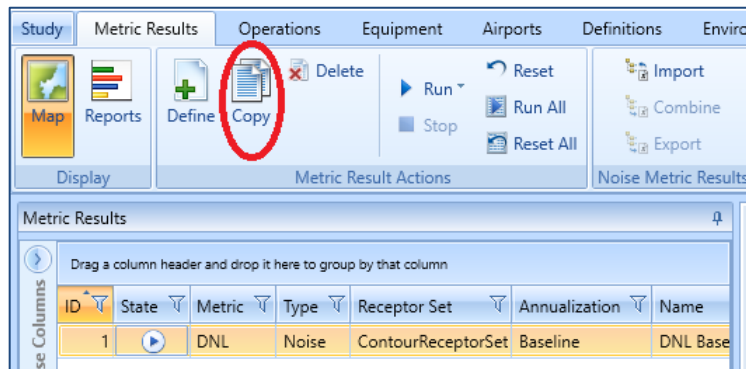 Study Metric Results Operations Equipment Airports Definitions Enviro
Map Reports Define Copy Delete Run Stop Reset Run All Reset All Import Combine Export
Display Metric Result Actions Noise Metric Results
Metric Results
Drag a column header and drop it here to group by that column
ID State Metric Type Receptor Set Annualization Name
1 DNL Noise ContourReceptorSet Baseline DNL Base
se Columns